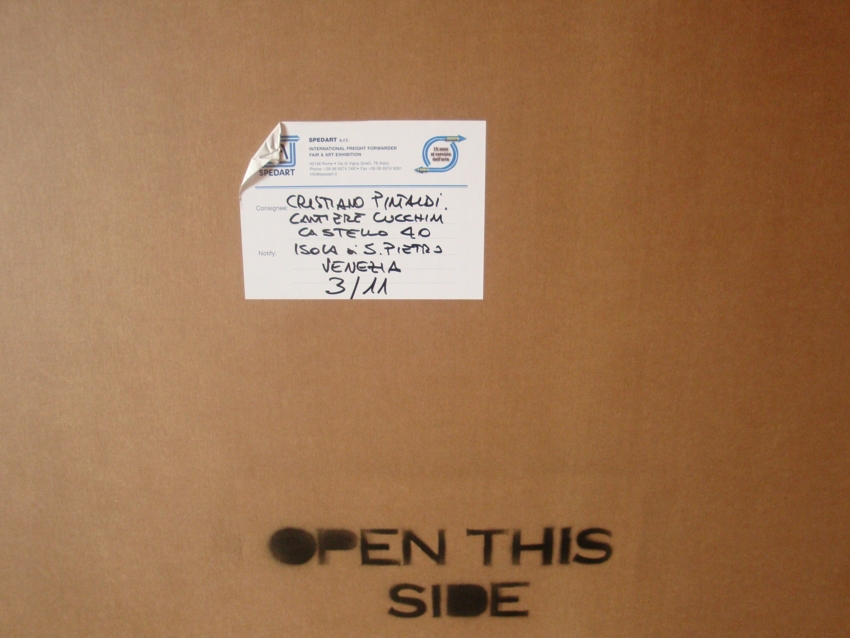 SPEDART s.r.l.
INTERNATIONAL FREIGHT FORWARDER
FAIR & ART EXHIBITION
SPEDART
Consignee:
CRISTIANO PINTALDI.
CANTIERE CUCCHINI
CASTELLO 40
Notify:
ISOLA di S. PIETRO
VENEZIA
3/11
OPEN THIS
SIDE